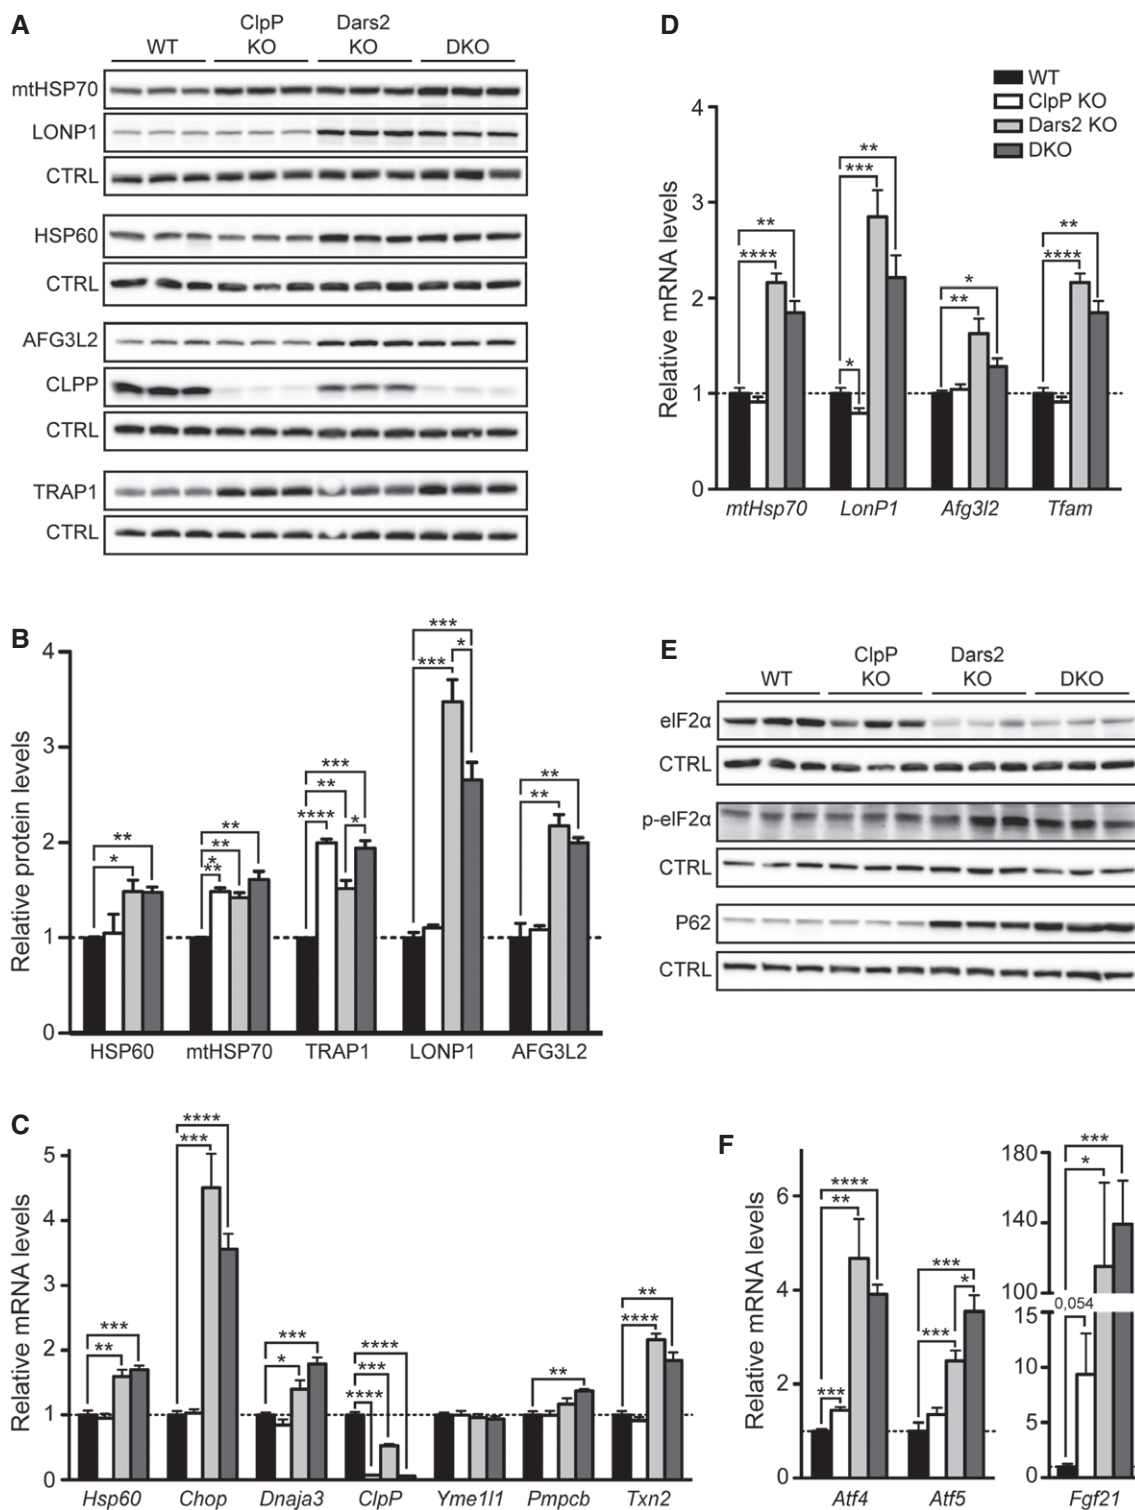 A
WT
ClpP
KO
Dars2
KO
DKO
mtHSP70
LONP1
CTRL
HSP60
CTRL
AFG3L2
CLPP
CTRL
TRAP1
CTRL
B
Relative protein levels
4
3
2
1
0
** 
*
**
**
*
**
***
**
****
*
***
*
***
**
**
HSP60 mtHSP70 TRAP1 LONP1 AFG3L2
C
Relative mRNA levels
5
4
3
2
1
0
***
**
****
***
***
*
****
***
****
**
**
****
Hsp60 Chop Dnaja3 ClpP Yme1l1 Pmpcb Txn2
D
WT
ClpP KO
Dars2 KO
DKO
Relative mRNA levels
4
3
2
1
0
**
****
**
***
*
*
**
**
****
mtHsp70 LonP1 Afg3l2 Tfam
E
WT
ClpP
KO
Dars2
KO
DKO
eIF2α
CTRL
p-eIF2α
CTRL
P62
CTRL
F
Relative mRNA levels
6
4
2
0
****
**
***
***
*
***
Atf4 Atf5
180
140
100
15
10
5
0
***
*
0,054
Fgf21